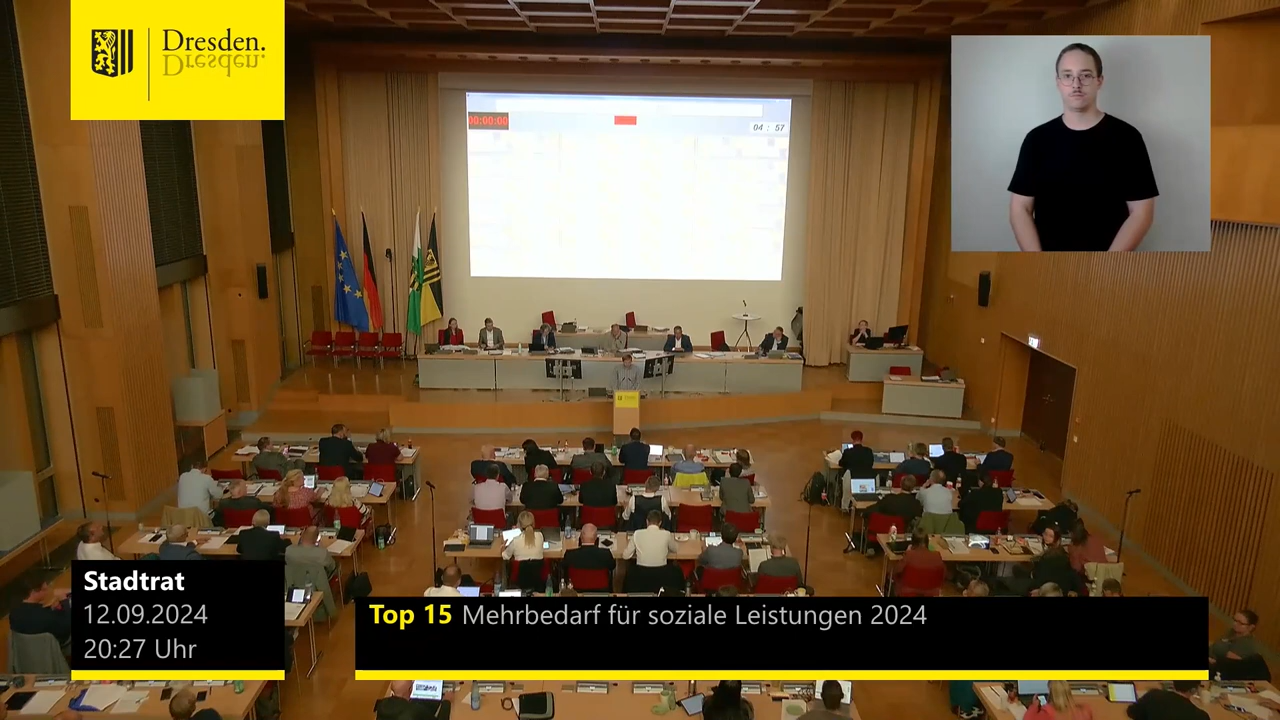 Dresden.
Dresden.
00:00:00
04 : 57
Stadtrat
12.09.2024
20:27 Uhr
Top 15 Mehrbedarf für soziale Leistungen 2024